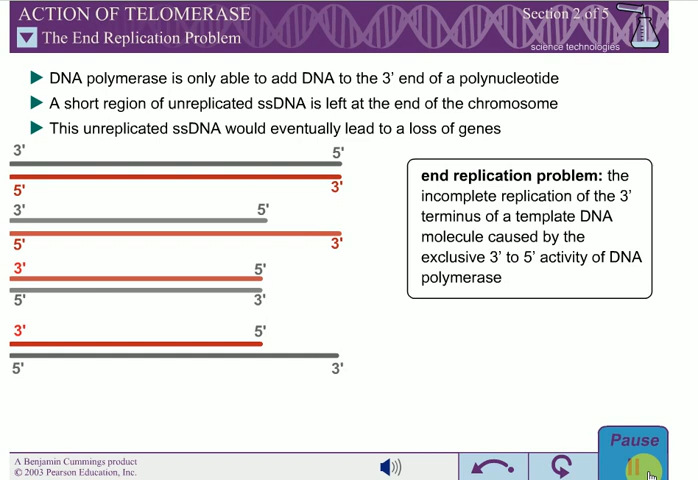 ACTION OF TELOMERASE
Section 2 of 5
The End Replication Problem
science technologies
DNA polymerase is only able to add DNA to the 3' end of a polynucleotide
A short region of unreplicated ssDNA is left at the end of the chromosome
This unreplicated ssDNA would eventually lead to a loss of genes
3' 5'
5' 3'
3' 5'
5' 3'
3' 5'
5' 3'
3' 5'
5' 3'
end replication problem: the
incomplete replication of the 3'
terminus of a template DNA
molecule caused by the
exclusive 3' to 5' activity of DNA
polymerase
Pause
A Benjamin Cummings product
© 2003 Pearson Education, Inc.